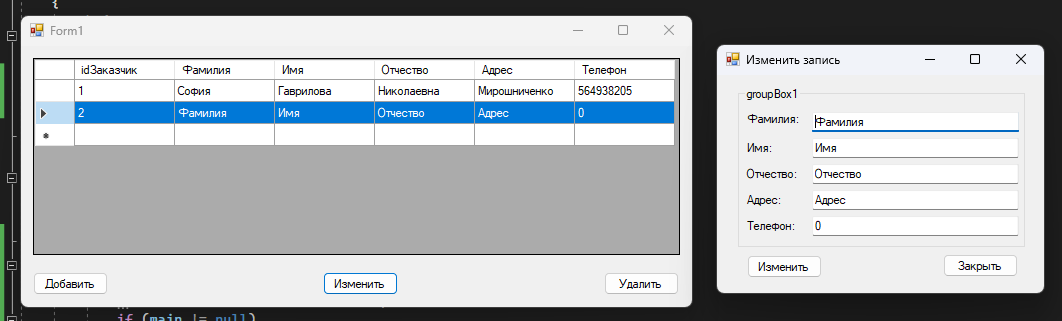 {
Form1
idЗаказчик Фамилия Имя Отчество Адрес Телефон
1 София Гаврилова Николаевна Мирошниченко 564938205
2 Фамилия Имя Отчество Адрес 0
Добавить Изменить Удалить
if (main != null)
Изменить запись
groupBox1
Фамилия: Фамилия
Имя: Имя
Отчество: Отчество
Адрес: Адрес
Телефон: 0
Изменить Закрыть